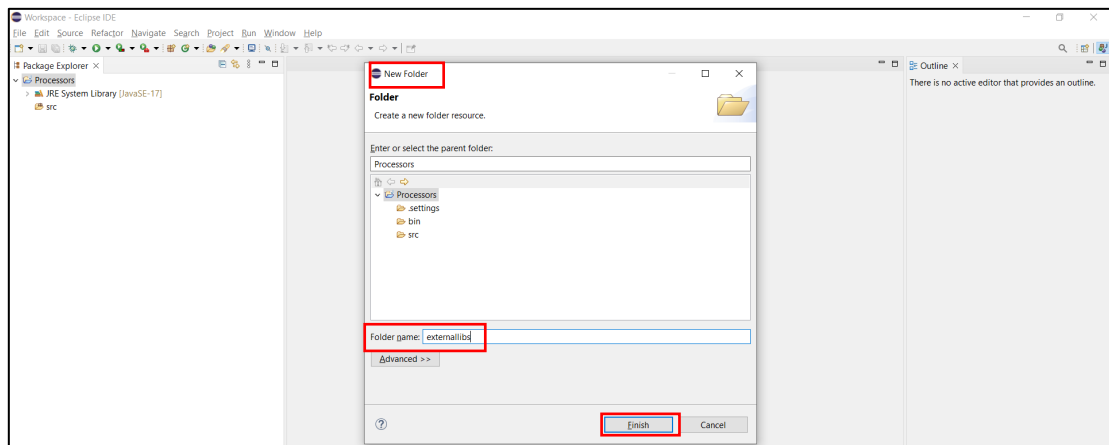 Workspace - Eclipse IDE
File Edit Source Refactor Navigate Search Project Run Window Help
Package Explorer
Processors
JRE System Library [JavaSE-17]
src
New Folder
Folder
Create a new folder resource.
Enter or select the parent folder:
Processors
Processors
.settings
bin
src
Folder name: externallibs
Advanced >>
Finish Cancel
Outline
There is no active editor that provides an outline.